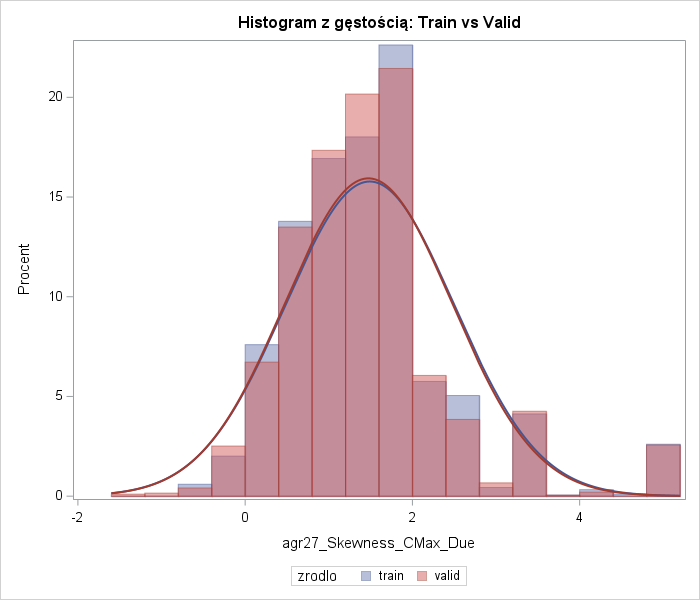 Histogram z gęstością: Train vs Valid
20
15
10
5
0
Procent
-2 0 2 4
agr27_Skewness_CMax_Due
zrodlo train valid